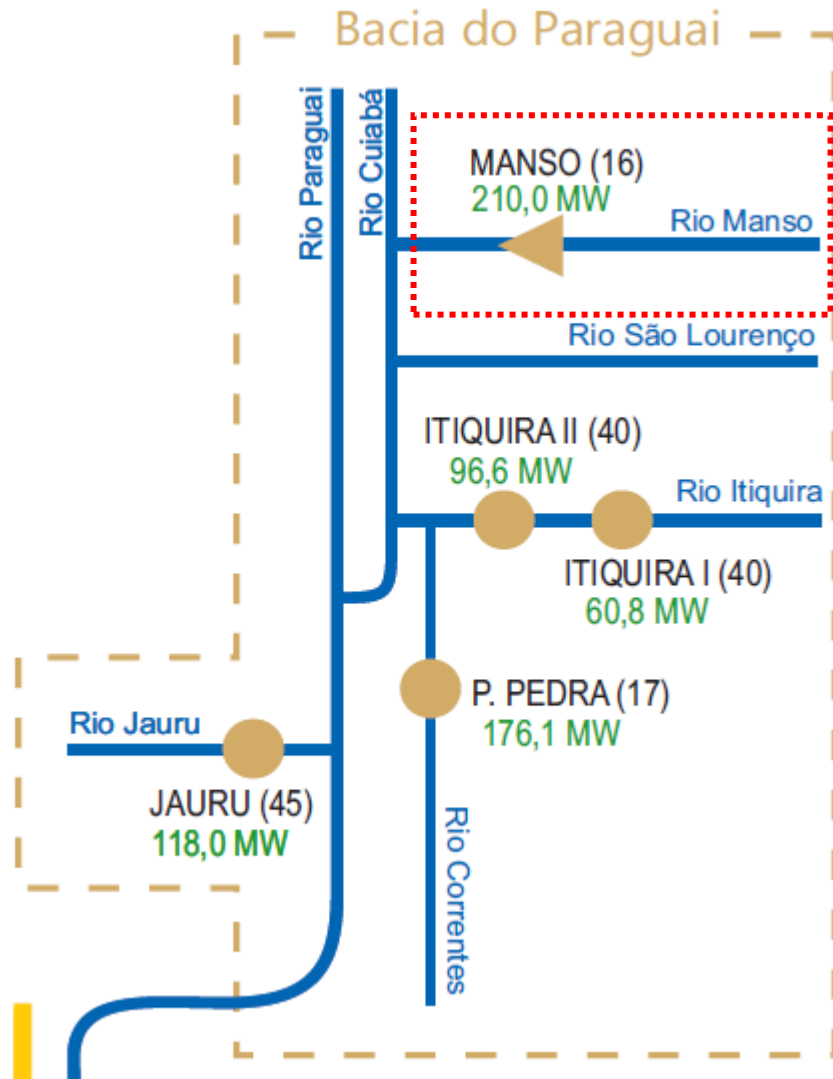 Bacia do Paraguai
Rio Paraguai
Rio Cuiabá
MANSO (16)
210,0 MW
Rio Manso
Rio São Lourenço
ITIQUIRA II (40)
96,6 MW
Rio Itiquira
ITIQUIRA I (40)
60,8 MW
P. PEDRA (17)
176,1 MW
Rio Jauru
JAURU (45)
118,0 MW
Rio Correntes